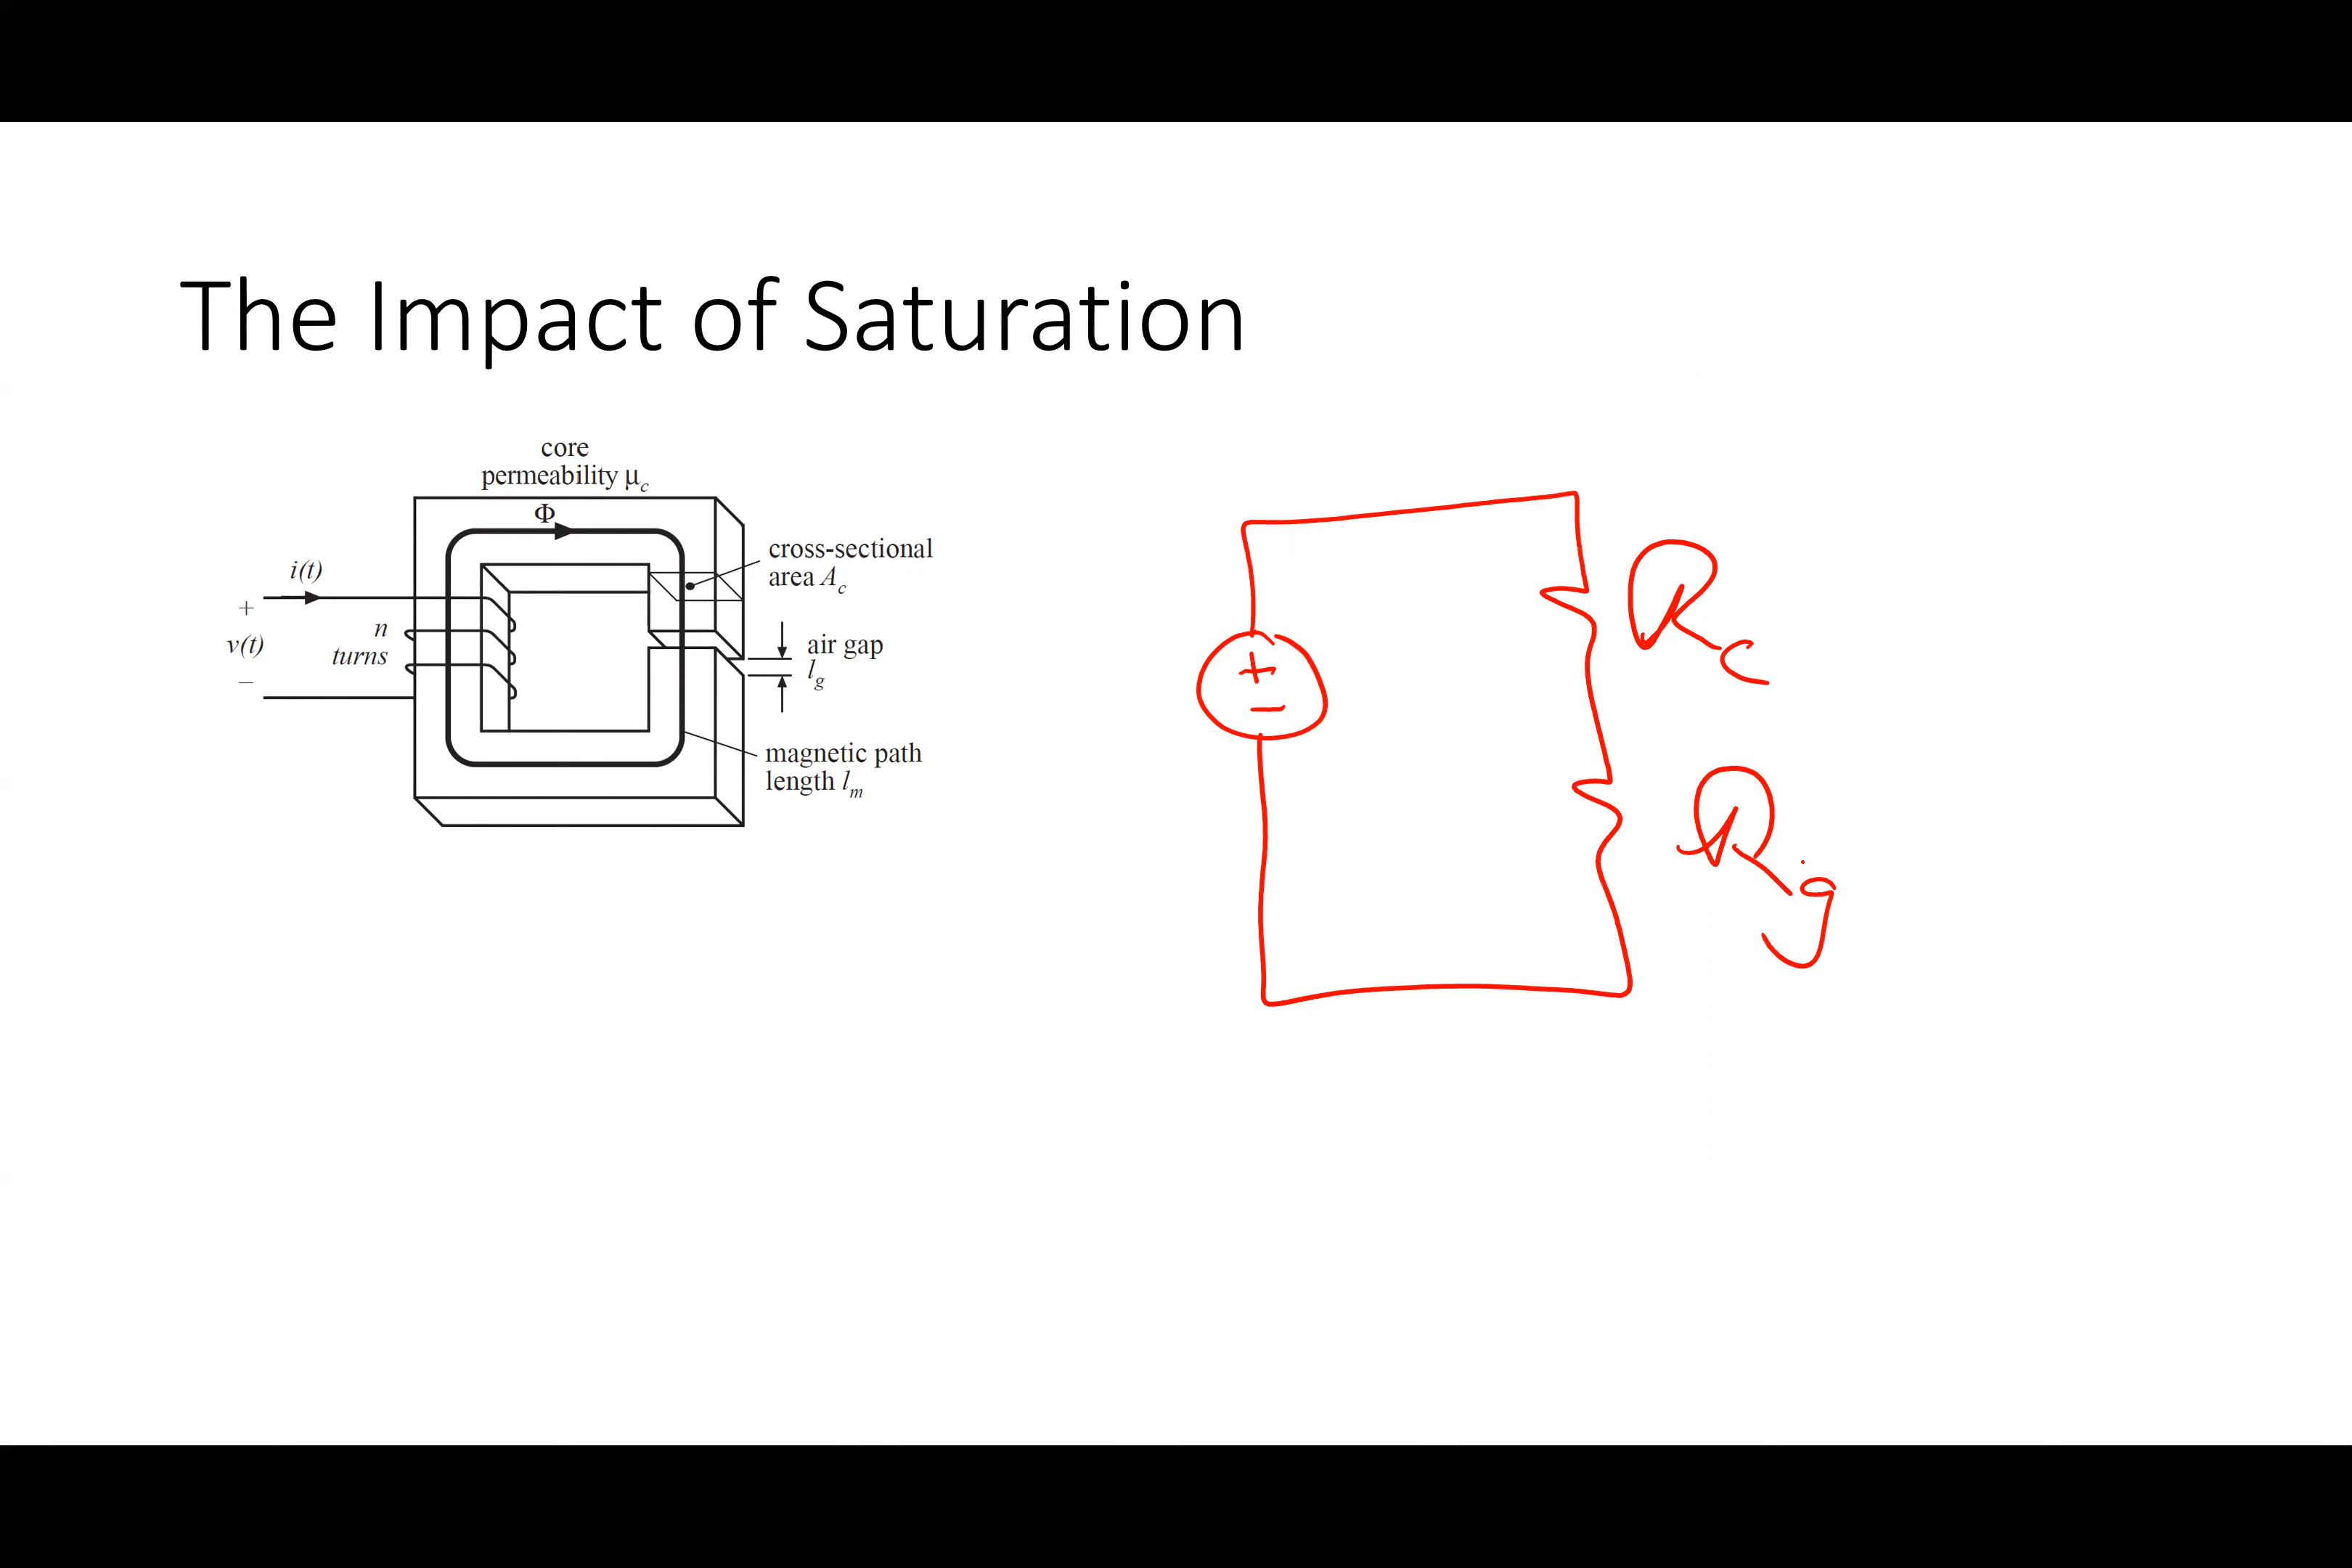 The Impact of Saturation
core
permeability μc
Φ
i(t)
+
v(t)
−
n
turns
cross-sectional
area Ac
air gap
lg
magnetic path
length lm
+
−
Rc
Rg